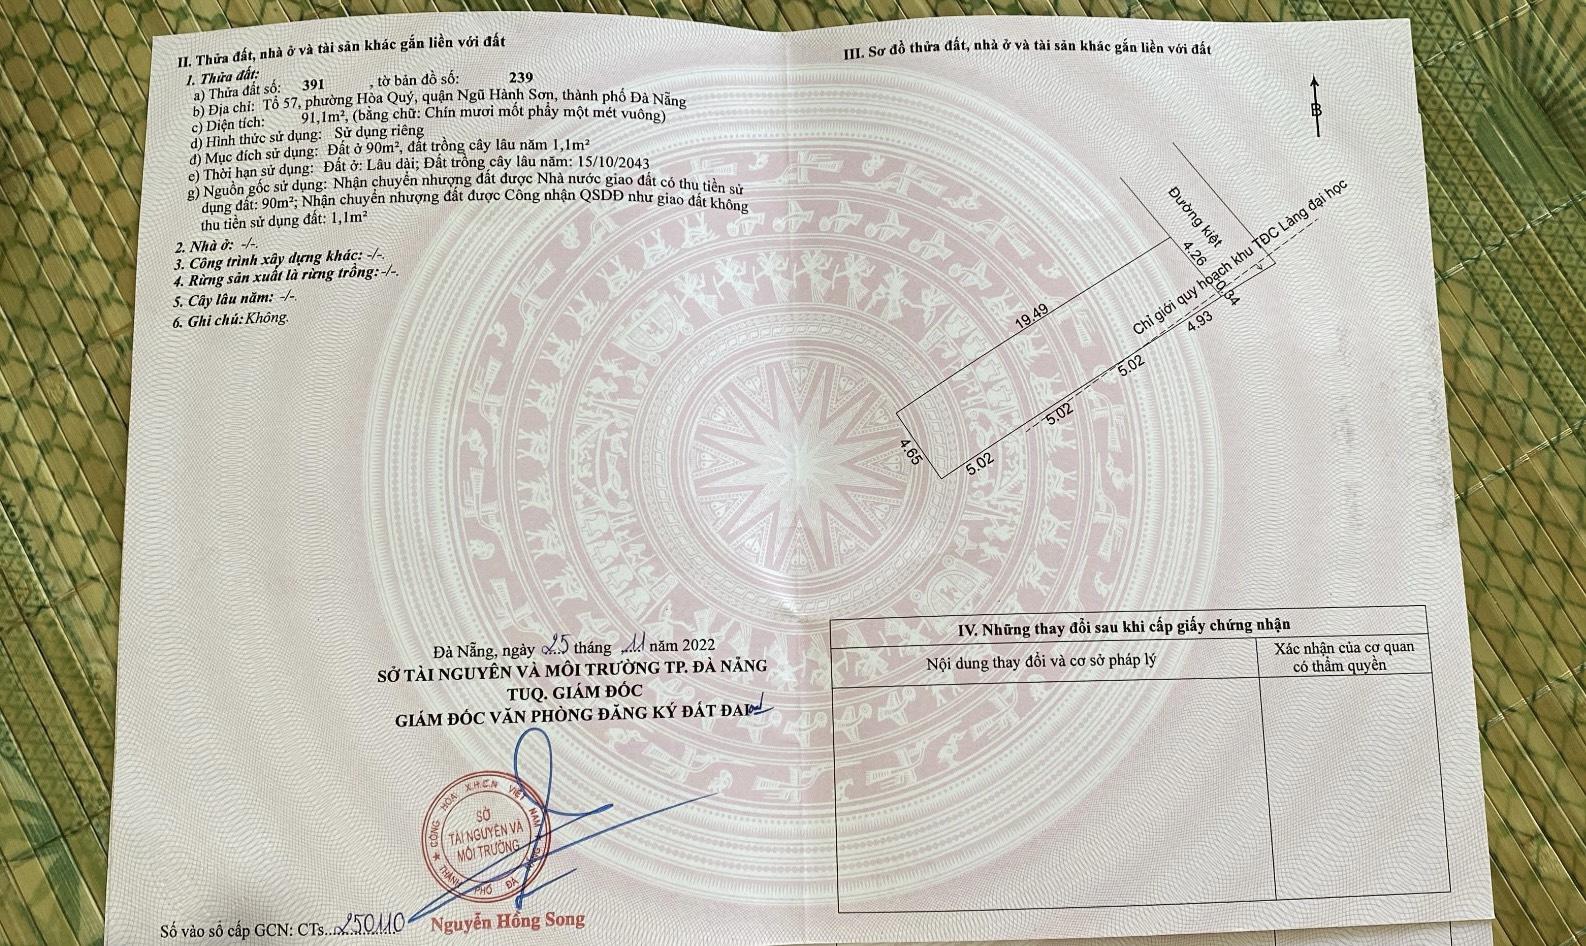 II. Thửa đất, nhà ở và tài sản khác gắn liền với đất
1. Thửa đất:
a) Thửa đất số: 391 , tờ bản đồ số: 239
b) Địa chỉ: Tổ 57, phường Hòa Quý, quận Ngũ Hành Sơn, thành phố Đà Nẵng
c) Diện tích: 91,1m², (bằng chữ: Chín mươi mốt phẩy một mét vuông)
d) Hình thức sử dụng: Sử dụng riêng
đ) Mục đích sử dụng: Đất ở 90m², đất trồng cây lâu năm 1,1m²
e) Thời hạn sử dụng: Đất ở: Lâu dài; Đất trồng cây lâu năm: 15/10/2043
g) Nguồn gốc sử dụng: Nhận chuyển nhượng đất được Nhà nước giao đất có thu tiền sử
dụng đất: 90m²; Nhận chuyển nhượng đất được Công nhận QSDĐ như giao đất không
thu tiền sử dụng đất: 1,1m²
2. Nhà ở: -/-.
3. Công trình xây dựng khác: -/-.
4. Rừng sản xuất là rừng trồng:-/-.
5. Cây lâu năm: -/-.
6. Ghi chú: Không.
Đà Nẵng, ngày 25 tháng 11 năm 2022
SỞ TÀI NGUYÊN VÀ MÔI TRƯỜNG TP. ĐÀ NẴNG
TUQ. GIÁM ĐỐC
GIÁM ĐỐC VĂN PHÒNG ĐĂNG KÝ ĐẤT ĐAI
CỘNG HÒA X.H.C.N VIỆT NAM
SỞ
TÀI NGUYÊN VÀ
MÔI TRƯỜNG
THÀNH PHỐ ĐÀ NẴNG
Nguyễn Hồng Song
Số vào sổ cấp GCN: CTs...250110
III. Sơ đồ thửa đất, nhà ở và tài sản khác gắn liền với đất
B
Đường kiệt
4.26
Chỉ giới quy hoạch khu TĐC Làng đại học
0.34
19.49
4.93
5.02
5.02
4.65
5.02
IV. Những thay đổi sau khi cấp giấy chứng nhận
Nội dung thay đổi và cơ sở pháp lý
Xác nhận của cơ quan
có thẩm quyền